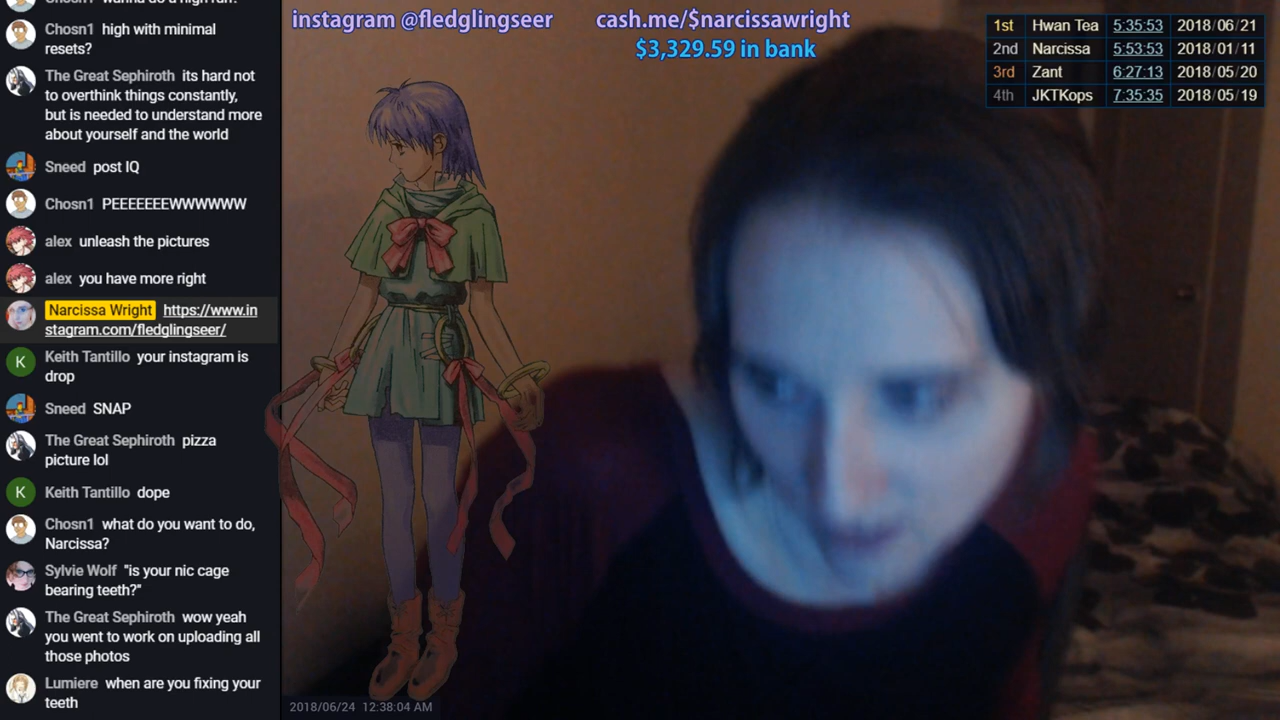 Chosn1 high with minimal
resets?
The Great Sephiroth its hard not
to overthink things constantly,
but is needed to understand more
about yourself and the world
Sneed post IQ
Chosn1 PEEEEEEEWWWWWW
alex unleash the pictures
alex you have more right
Narcissa Wright https://www.in
stagram.com/fledglingseer/
K Keith Tantillo your instagram is
drop
Sneed SNAP
The Great Sephiroth pizza
picture lol
K Keith Tantillo dope
Chosn1 what do you want to do,
Narcissa?
Sylvie Wolf "is your nic cage
bearing teeth?"
The Great Sephiroth wow yeah
you went to work on uploading all
those photos
Lumiere when are you fixing your
teeth
instagram @fledglingseer cash.me/$narcissawright
$3,329.59 in bank
1st Hwan Tea 5:35:53 2018/06/21
2nd Narcissa 5:53:53 2018/01/11
3rd Zant 6:27:13 2018/05/20
4th JKTKops 7:35:35 2018/05/19
2018/06/24 12:38:04 AM